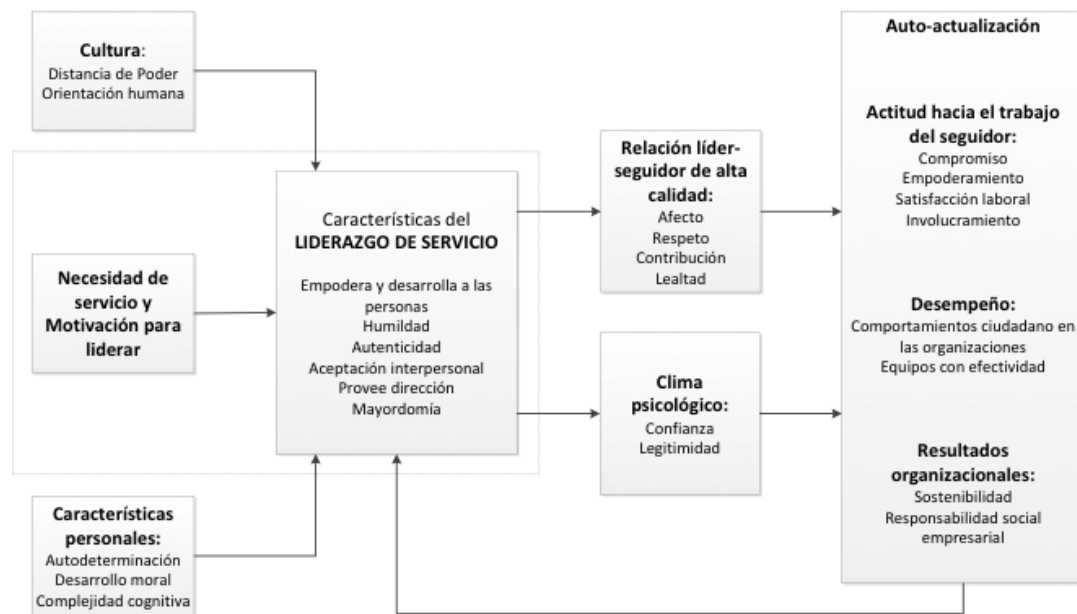 Cultura:
Distancia de Poder
Orientación humana
Necesidad de
servicio y
Motivación para
liderar
Características
personales:
Autodeterminación
Desarrollo moral
Complejidad cognitiva
Características del
LIDERAZGO DE SERVICIO
Empodera y desarrolla a las
personas
Humildad
Autenticidad
Aceptación interpersonal
Provee dirección
Mayordomía
Relación líder-
seguidor de alta
calidad:
Afecto
Respeto
Contribución
Lealtad
Clima
psicológico:
Confianza
Legitimidad
Auto-actualización
Actitud hacia el trabajo
del seguidor:
Compromiso
Empoderamiento
Satisfacción laboral
Involucramiento
Desempeño:
Comportamientos ciudadano en
las organizaciones
Equipos con efectividad
Resultados
organizacionales:
Sostenibilidad
Responsabilidad social
empresarial